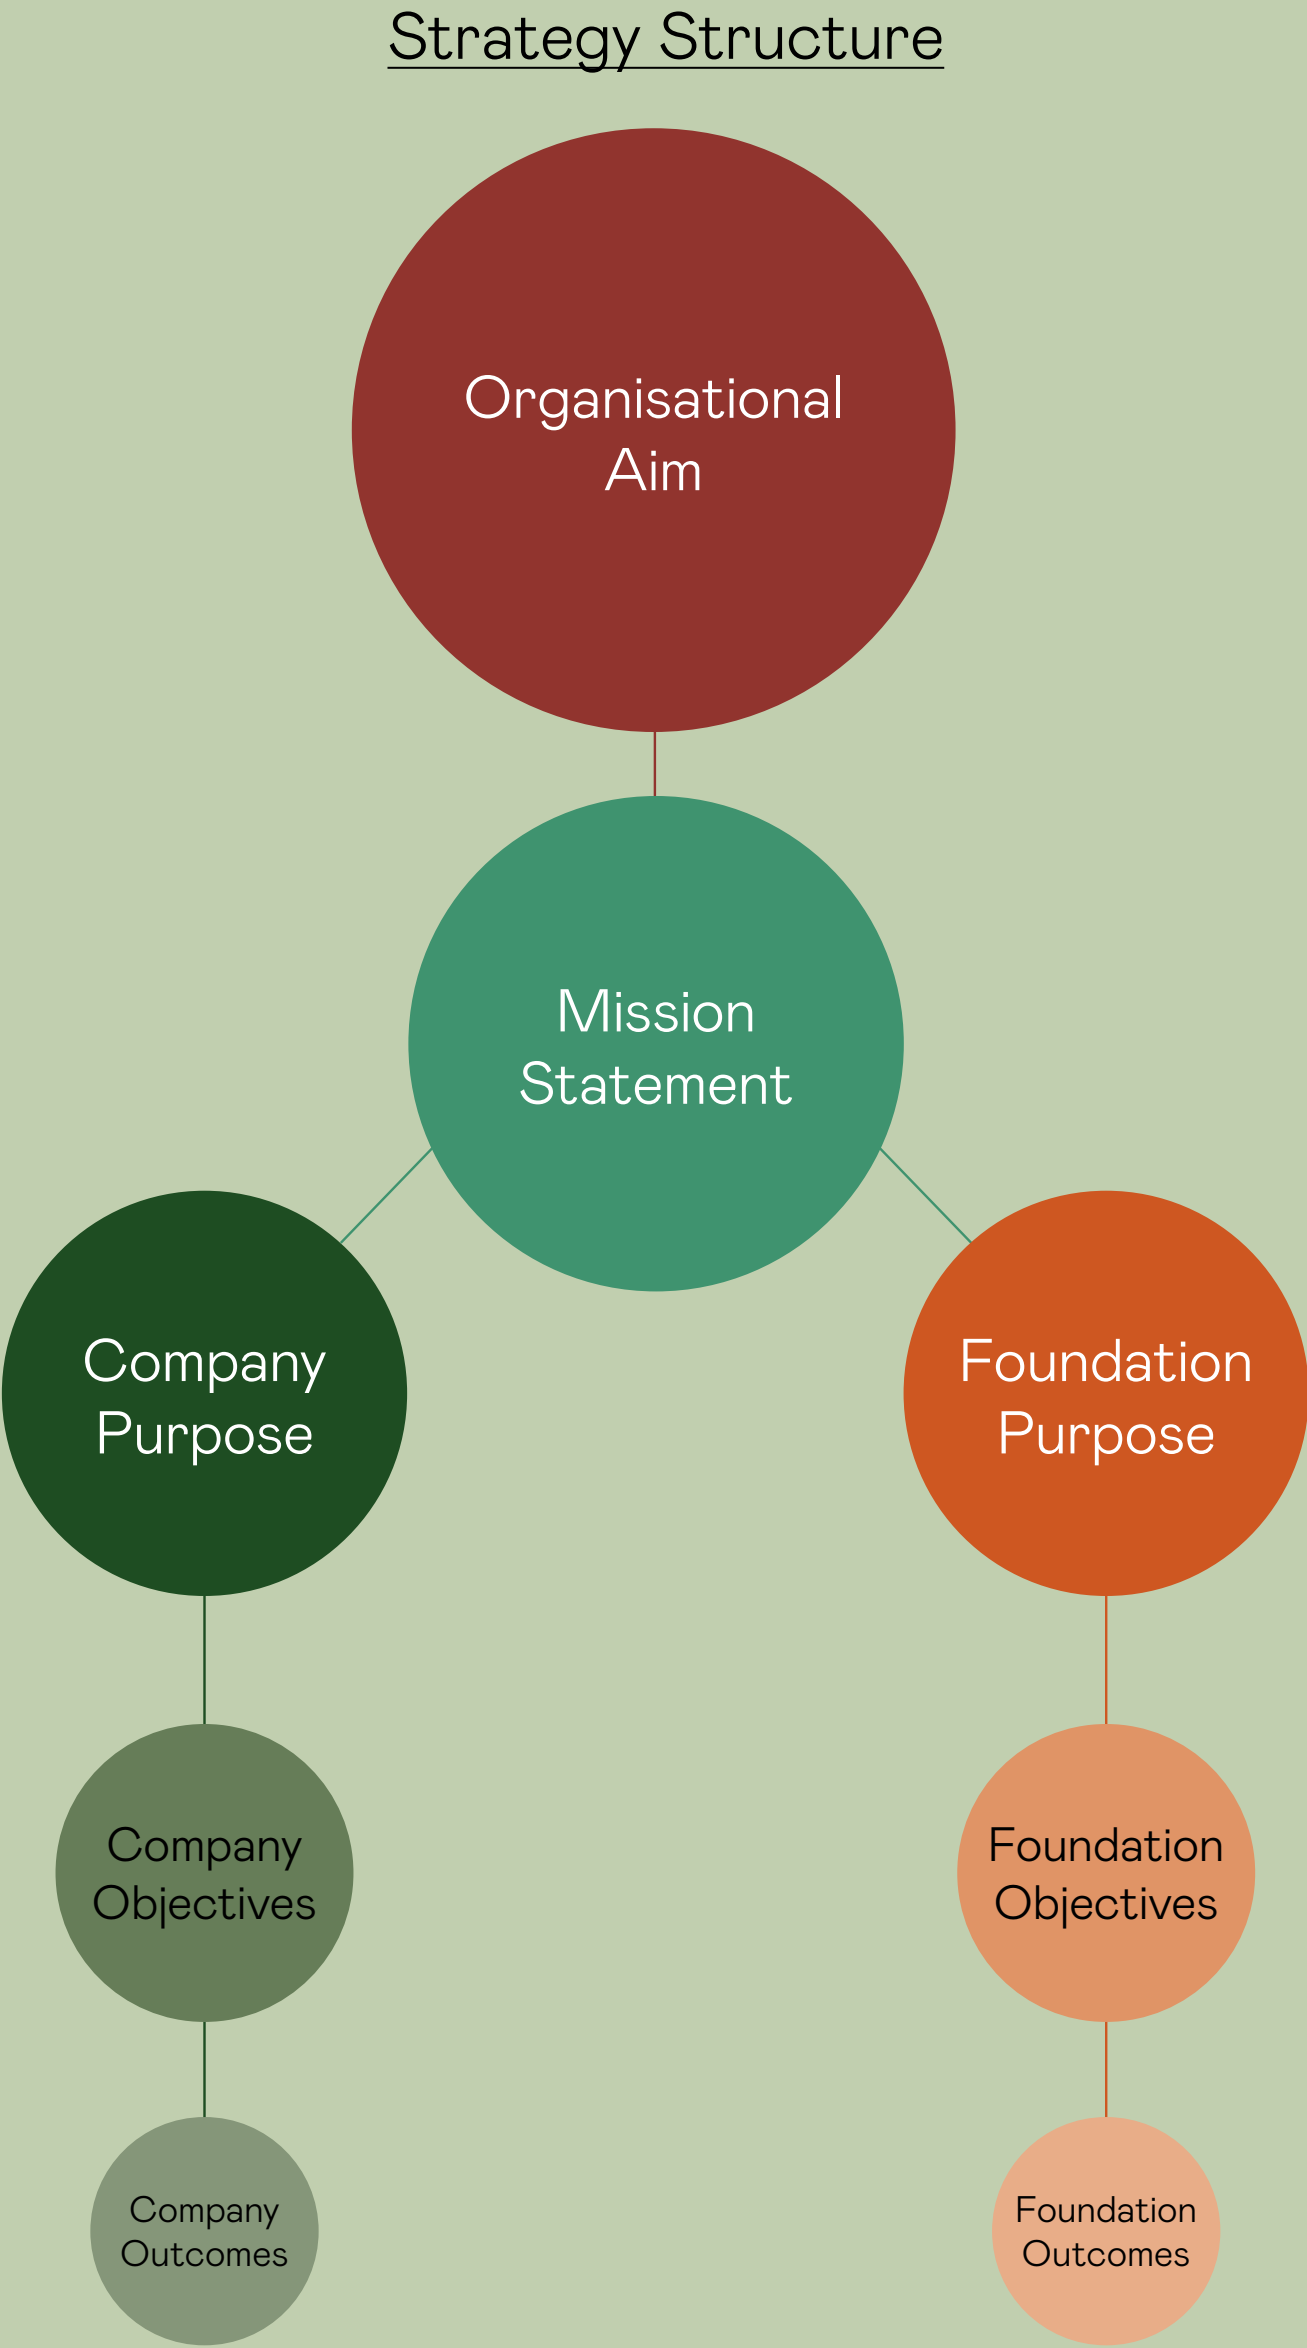 Strategy Structure
Organisational
Aim
Mission
Statement
Company
Purpose
Foundation
Purpose
Company
Objectives
Foundation
Objectives
Company
Outcomes
Foundation
Outcomes